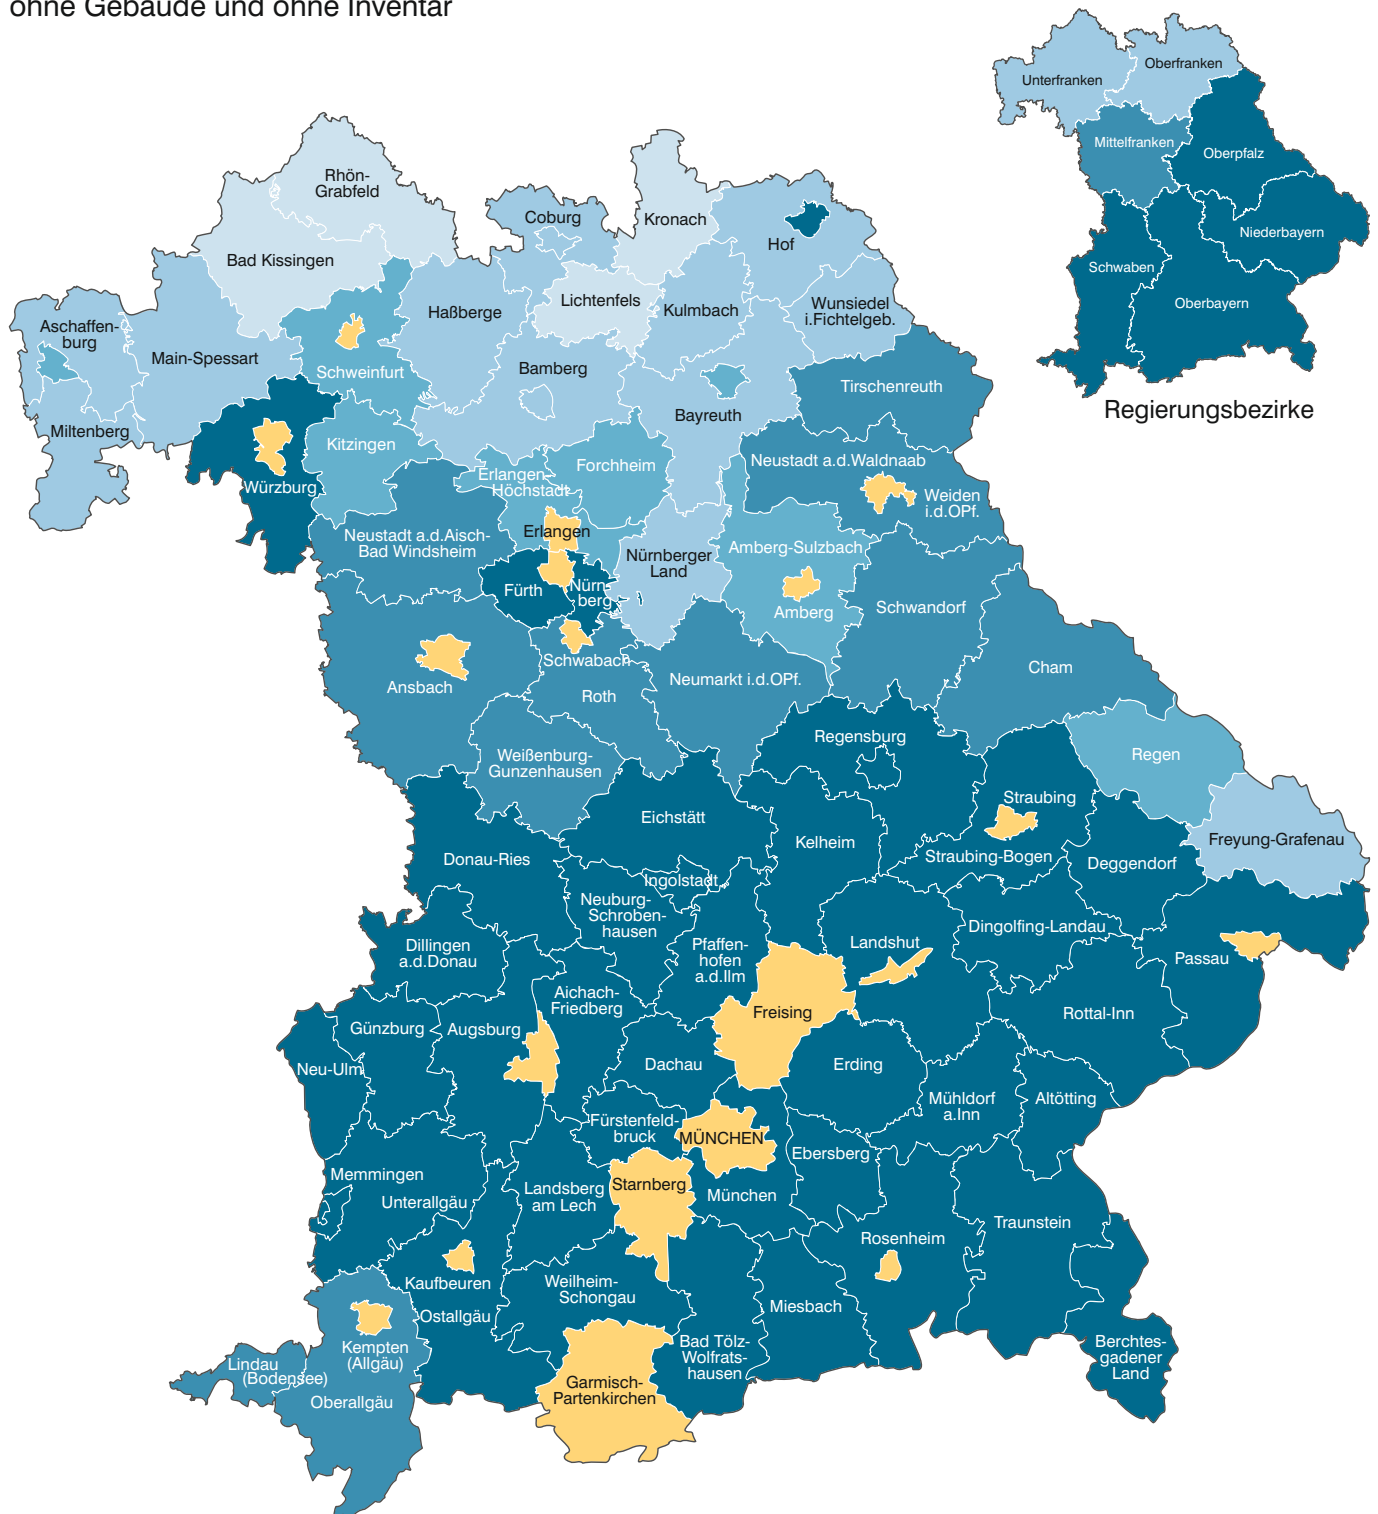 ohne Gebäude und ohne Inventar
Unterfranken
Oberfranken
Mittelfranken
Oberpfalz
Niederbayern
Schwaben
Oberbayern
Regierungsbezirke
Rhön-
Grabfeld
Bad Kissingen
Coburg
Kronach
Hof
Lichtenfels
Kulmbach
Wunsiedel
i.Fichtelgeb.
Aschaffen-
burg
Main-Spessart
Haßberge
Schweinfurt
Bamberg
Bayreuth
Tirschenreuth
Miltenberg
Kitzingen
Würzburg
Erlangen-
Höchstadt
Forchheim
Neustadt a.d.Waldnaab
Weiden
i.d.OPf.
Neustadt a.d.Aisch-
Bad Windsheim
Erlangen
Nürnberger
Land
Amberg-Sulzbach
Amberg
Fürth
Nürn-
berg
Schwandorf
Schwabach
Ansbach
Roth
Neumarkt i.d.OPf.
Cham
Weißenburg-
Gunzenhausen
Regensburg
Regen
Straubing
Eichstätt
Kelheim
Straubing-Bogen
Deggendorf
Freyung-Grafenau
Donau-Ries
Ingolstadt
Neuburg-
Schroben-
hausen
Dillingen
a.d.Donau
Pfaffen-
hofen
a.d.Ilm
Landshut
Dingolfing-Landau
Passau
Aichach-
Friedberg
Freising
Rottal-Inn
Günzburg
Augsburg
Neu-Ulm
Dachau
Erding
Mühldorf
a.Inn
Altötting
Fürstenfeld-
bruck
MÜNCHEN
Ebersberg
Memmingen
Unterallgäu
Landsberg
am Lech
Starnberg
München
Traunstein
Rosenheim
Kaufbeuren
Ostallgäu
Weilheim-
Schongau
Miesbach
Kempten
(Allgäu)
Lindau
(Bodensee)
Oberallgäu
Bad Tölz-
Wolfrats-
hausen
Garmisch-
Partenkirchen
Berchtes-
gadener
Land